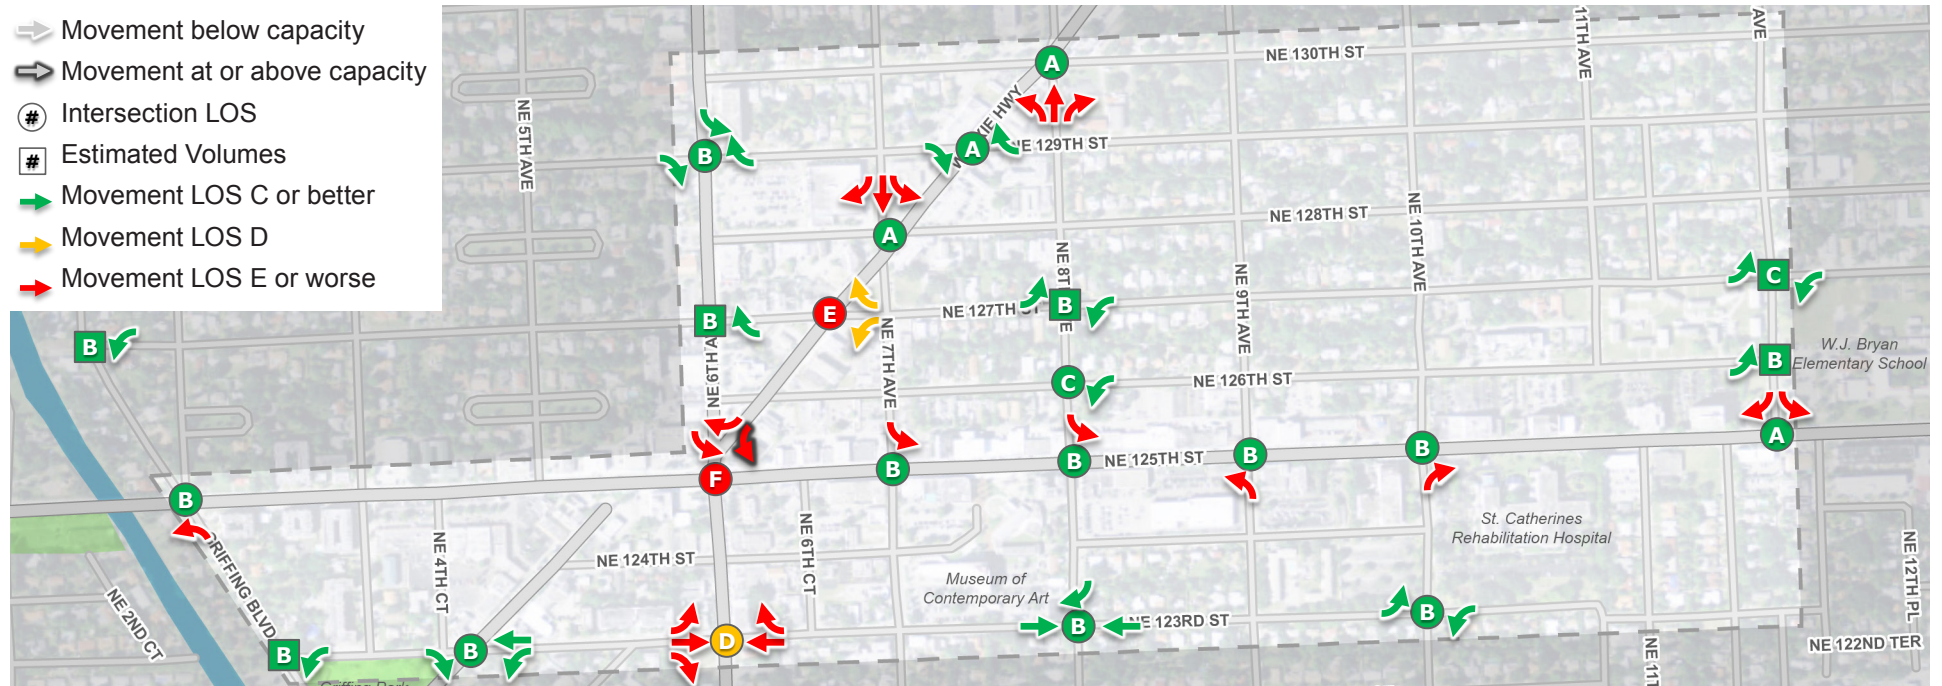 Movement below capacity
Movement at or above capacity
# Intersection LOS
# Estimated Volumes
Movement LOS C or better
Movement LOS D
Movement LOS E or worse
11TH AVE
AVE
NE 130TH ST
A
NE 5TH AVE
B
A
NE 129TH ST
NE 128TH ST
NE 10TH AVE
A
NE 9TH AVE
C
B
E
NE 127TH ST
B
B
NE 7TH AVE
B
W.J. Bryan
Elementary School
B
C
NE 126TH ST
A
B
B
NE 125TH ST
B
B
F
B
NE 6TH CT
St. Catherines
Rehabilitation Hospital
NE 4TH CT
NE 124TH ST
GRIFFING BLVD
NE 2ND CT
Museum of
Contemporary Art
NE 12TH PL
B
B
NE 123RD ST
D
B
B
NE 122ND TER
Griffing Park